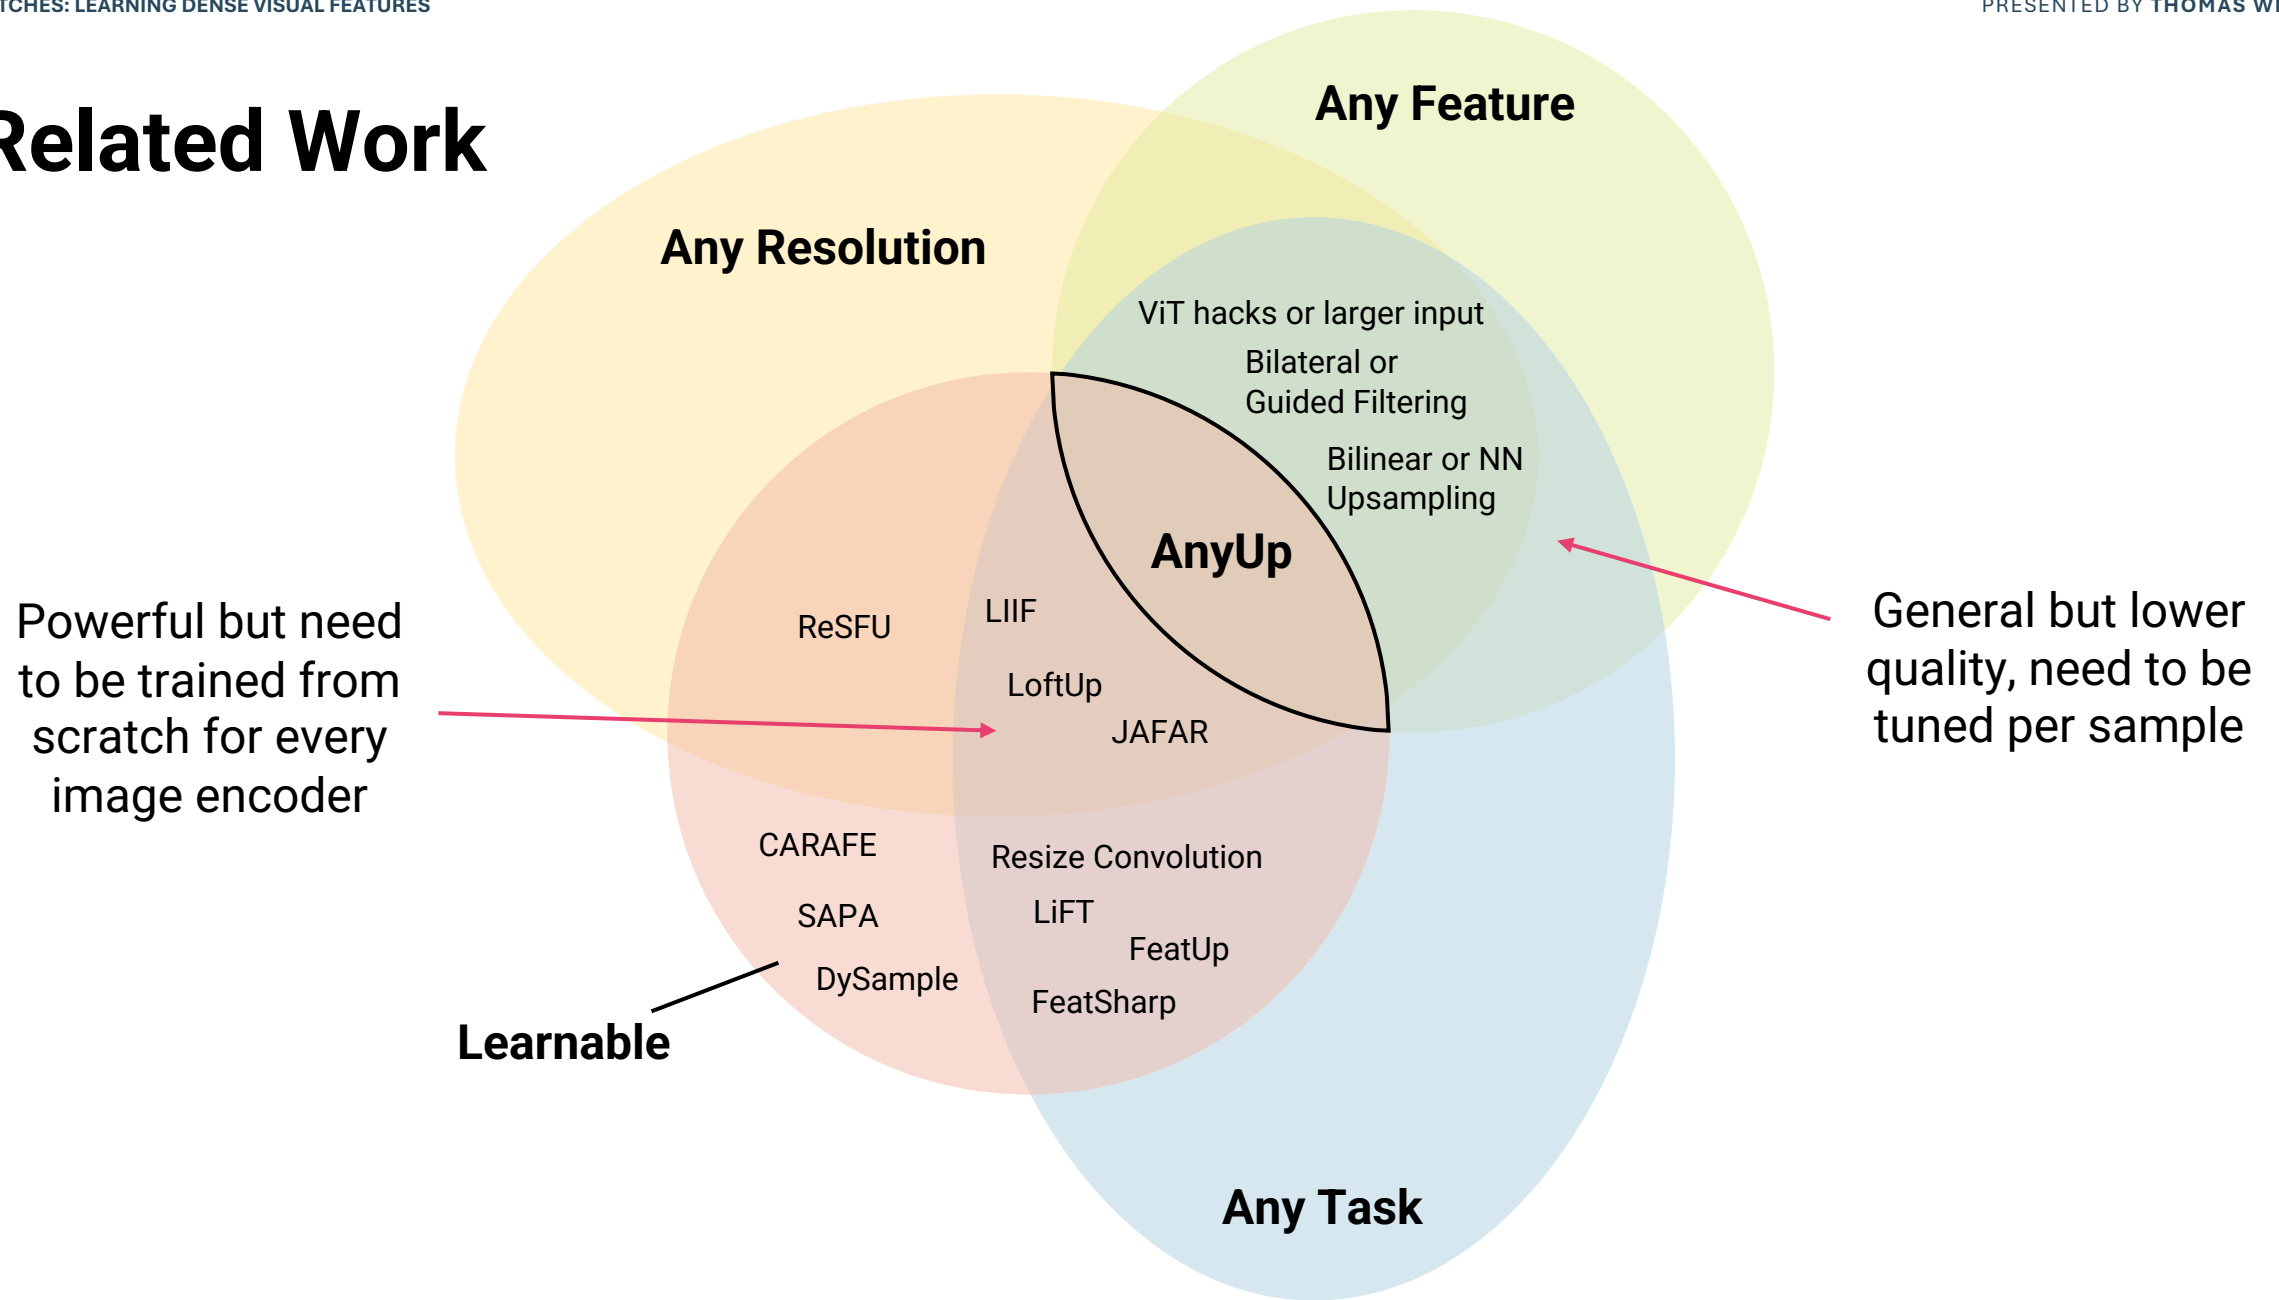 LEARNING DENSE VISUAL FEATURES
PRESENTED BY THOMAS
Related Work
Any Feature
Any Resolution
ViT hacks or larger input
Bilateral or
Guided Filtering
Bilinear or NN
Upsampling
AnyUp
Powerful but need
to be trained from
scratch for every
image encoder
ReSFU
LIIF
LoftUp
JAFAR
General but lower
quality, need to be
tuned per sample
CARAFE
SAPA
DySample
Resize Convolution
LiFT
FeatUp
FeatSharp
Learnable
Any Task